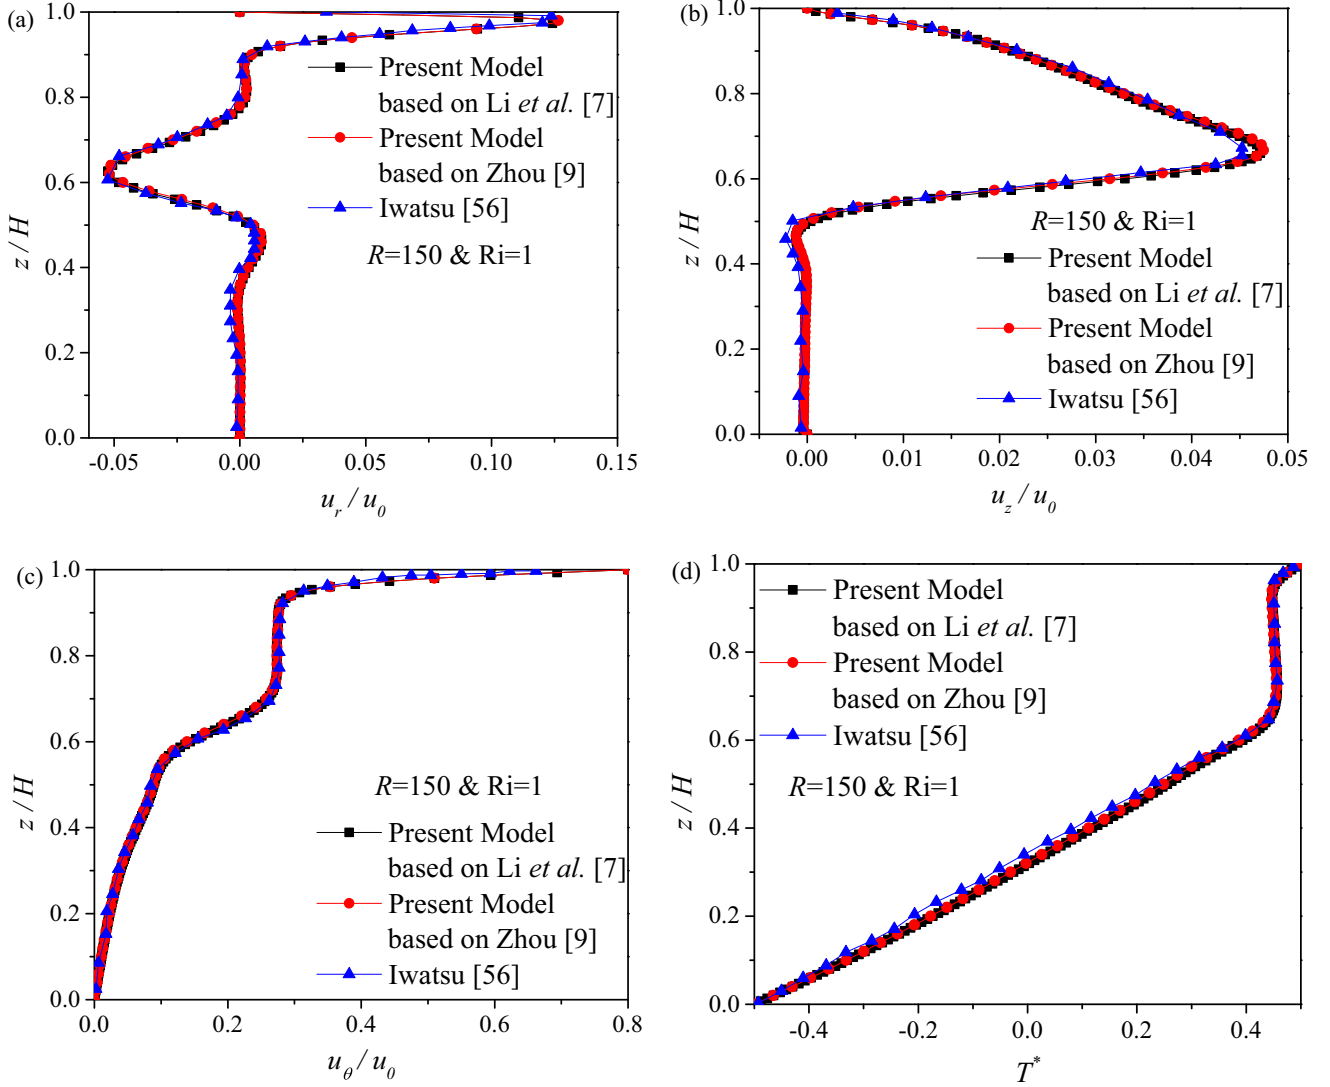 (a)
1.0
0.8
0.6
0.4
0.2
0.0
z / H
Present Model
based on Li et al. [7]
Present Model
based on Zhou [9]
Iwatsu [56]
R=150 & Ri=1
-0.05 0.00 0.05 0.10 0.15
u_r / u_0
(b)
1.0
0.8
0.6
0.4
0.2
0.0
z / H
R=150 & Ri=1
Present Model
based on Li et al. [7]
Present Model
based on Zhou [9]
Iwatsu [56]
0.00 0.01 0.02 0.03 0.04 0.05
u_z / u_0
(c)
1.0
0.8
0.6
0.4
0.2
0.0
z / H
R=150 & Ri=1
Present Model
based on Li et al. [7]
Present Model
based on Zhou [9]
Iwatsu [56]
0.0 0.2 0.4 0.6 0.8
u_θ / u_0
(d)
1.0
0.8
0.6
0.4
0.2
0.0
z / H
Present Model
based on Li et al. [7]
Present Model
based on Zhou [9]
Iwatsu [56]
R=150 & Ri=1
-0.4 -0.2 0.0 0.2 0.4
T*